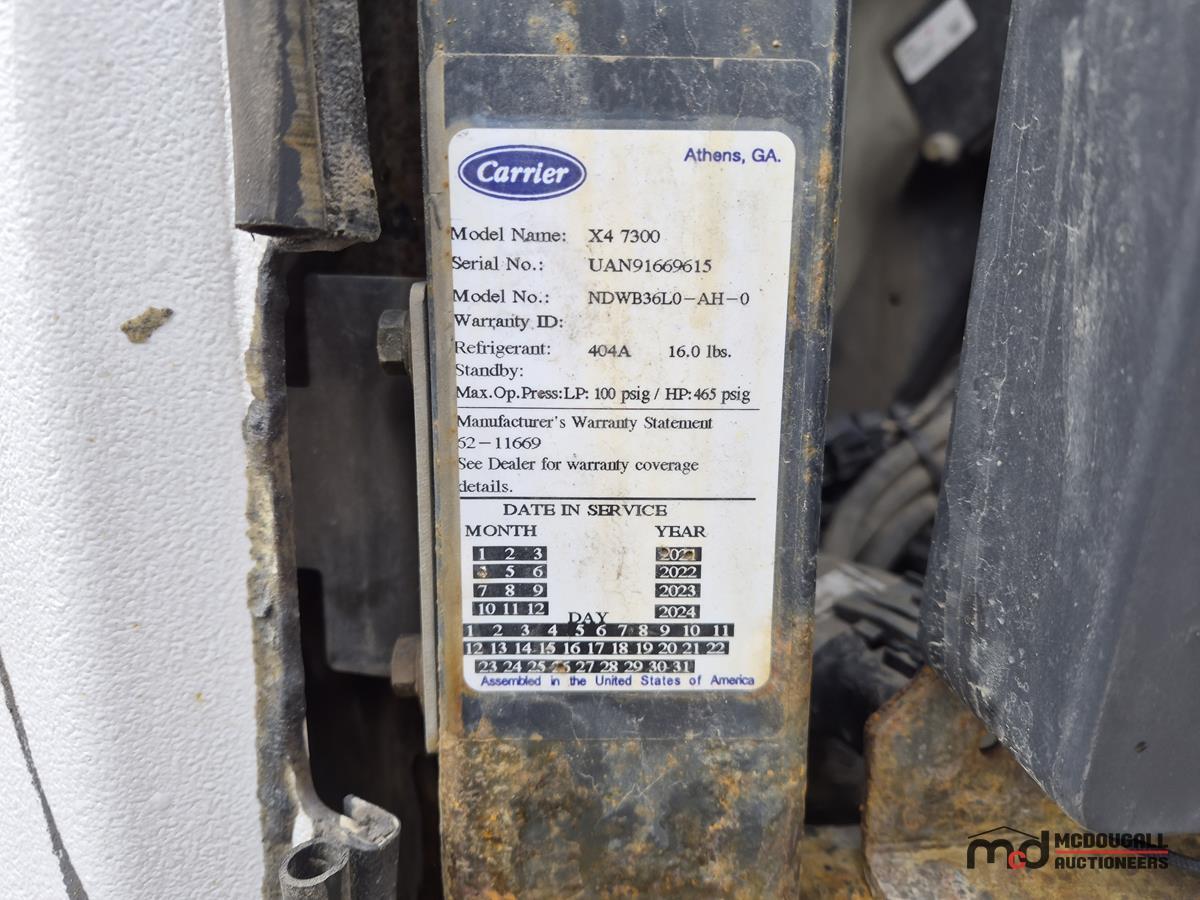 Carrier
Athens, GA.
Model Name: X4 7300
Serial No.: UAN91669615
Model No.: NDWB36L0-AH-0
Warranty ID:
Refrigerant: 404A 16.0 lbs.
Standby:
Max.Op.Press:LP: 100 psig / HP:465 psig
Manufacturer's Warranty Statement
62-11669
See Dealer for warranty coverage
details.
DATE IN SERVICE
MONTH YEAR
1 2 3 2021
5 6 2022
7 8 9 2023
10 11 12 2024
DAY
1 2 3 4 5 6 7 8 9 10 11
12 13 14 15 16 17 18 19 20 21 22
23 24 25 26 27 28 29 30 31
Assembled in the United States of America
mcd MCDOUGALL
AUCTIONEERS